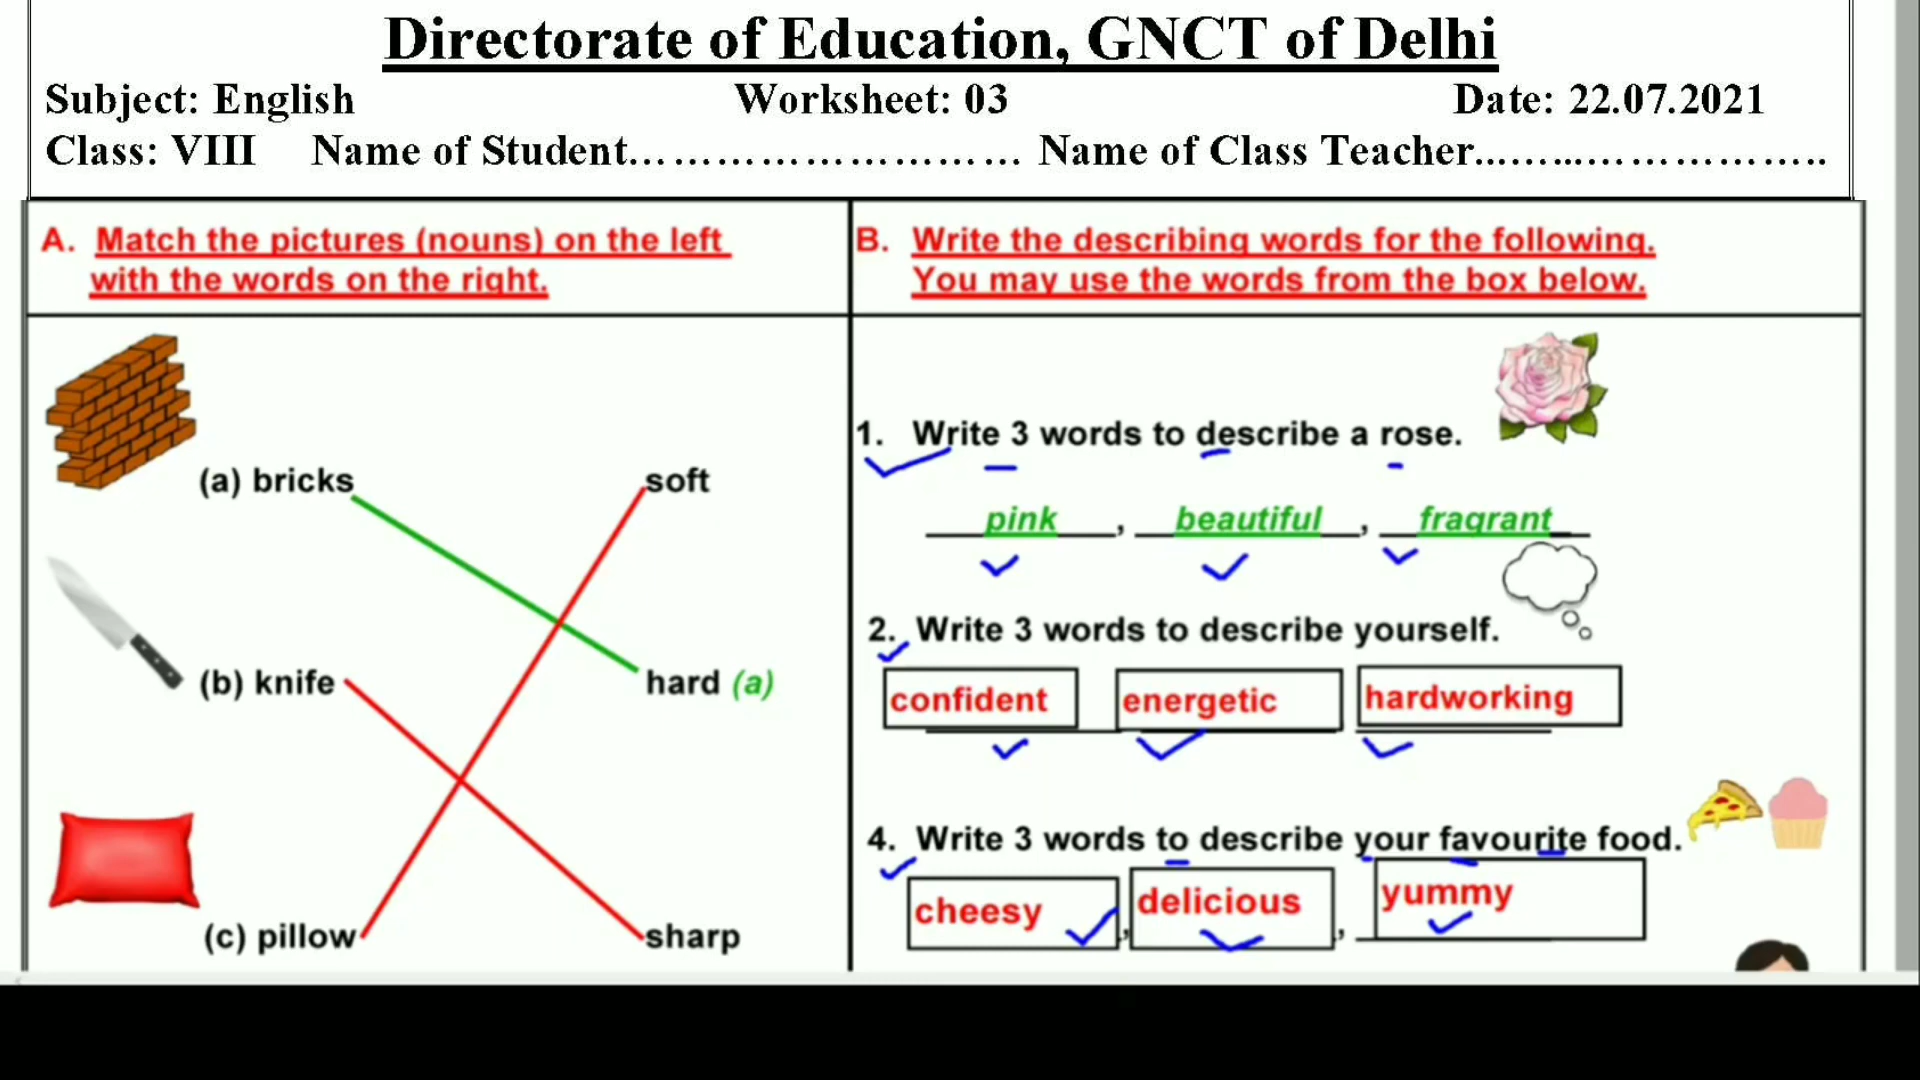 Directorate of Education, GNCT of Delhi
Subject: English Worksheet: 03 Date: 22.07.2021
Class: VIII Name of Student........................... Name of Class Teacher...........................
A. Match the pictures (nouns) on the left
with the words on the right.
(a) bricks soft
(b) knife hard (a)
(c) pillow sharp
B. Write the describing words for the following.
You may use the words from the box below.
1. Write 3 words to describe a rose.
pink , beautiful , fragrant
2. Write 3 words to describe yourself.
confident energetic hardworking
4. Write 3 words to describe your favourite food.
cheesy , delicious , yummy